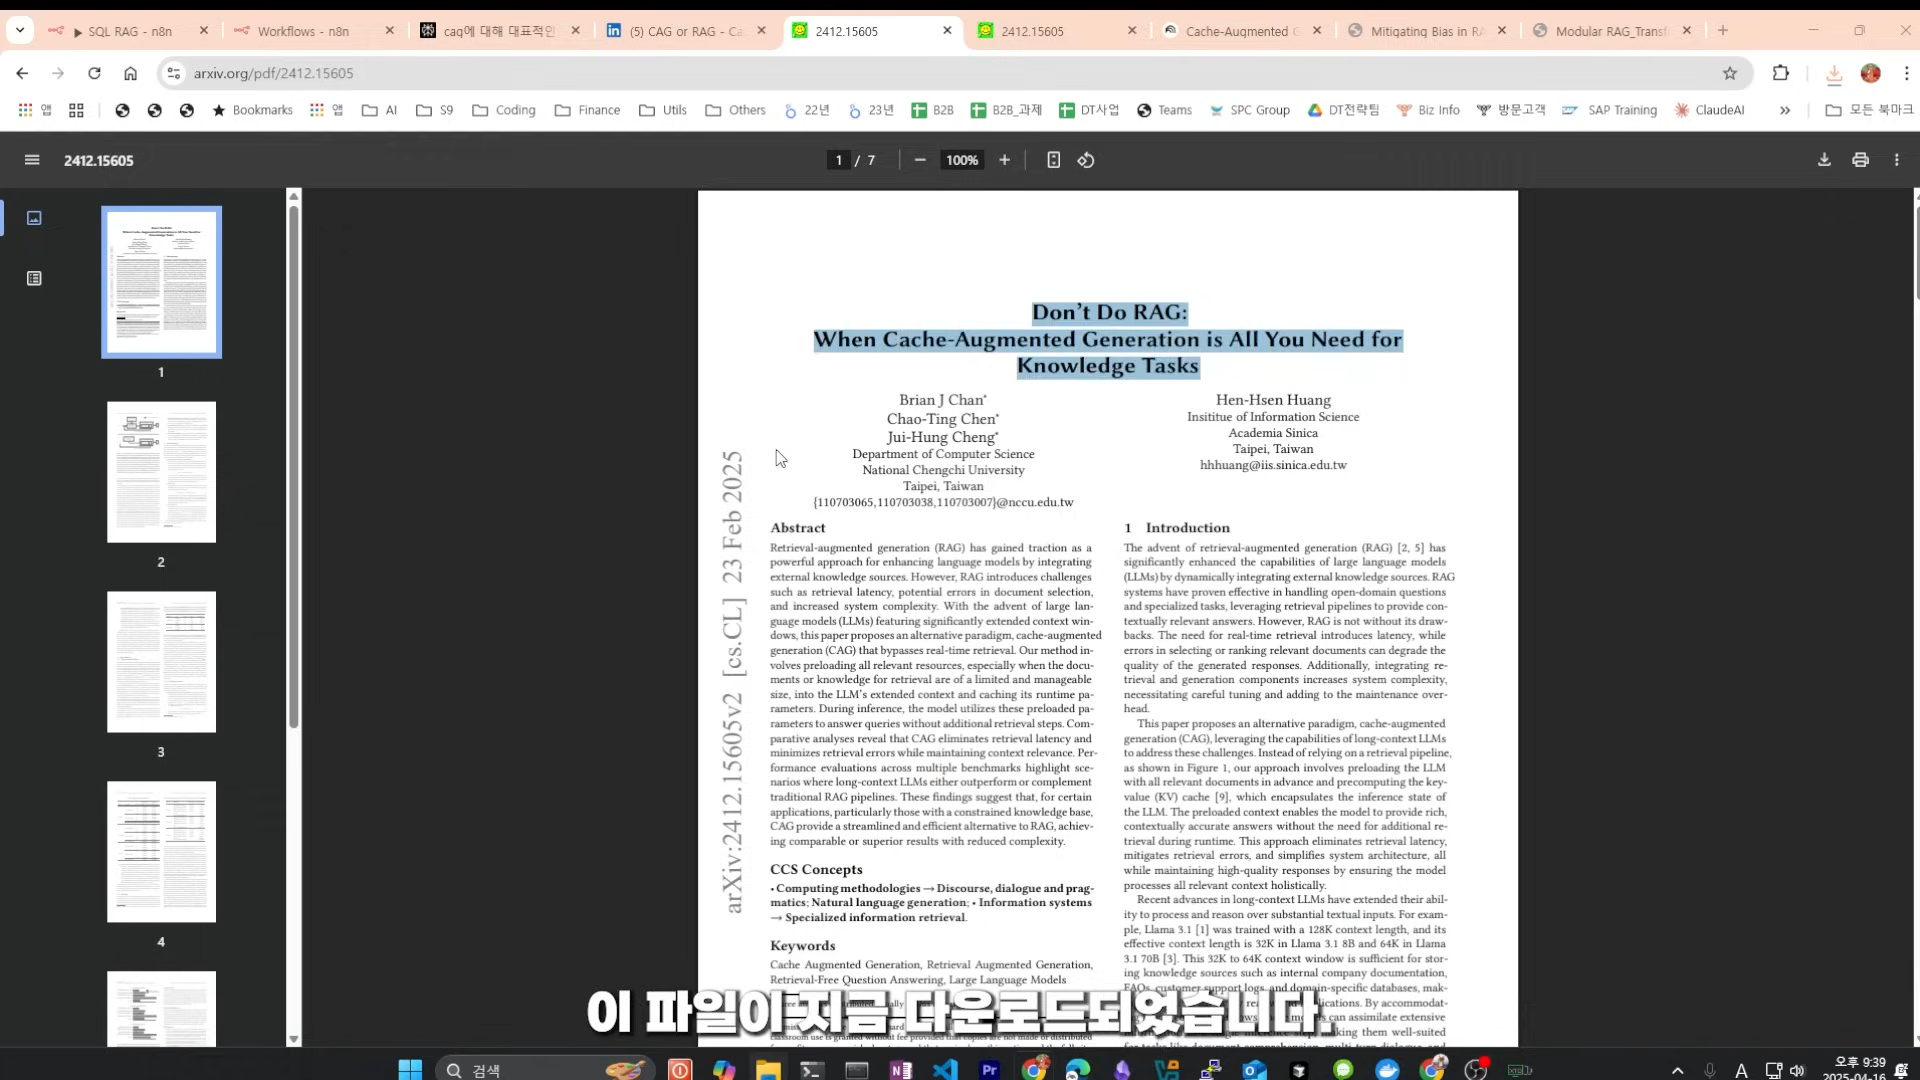 SQL RAG - n8n
Workflows - n8n
caq에 대해 대표적인
(5) CAG or RAG - Ca
2412.15605
2412.15605
Cache-Augmented G
Mitigating Bias in RA
Modular RAG_Transf
arxiv.org/pdf/2412.15605
앱
Bookmarks
앱
AI
S9
Coding
Finance
Utils
Others
22년
23년
B2B
B2B_과제
DT사업
Teams
SPC Group
DT전략팀
Biz Info
방문고객
SAP Training
ClaudeAI
모든 북마크
2412.15605
1 / 7
100%
1
2
3
4
arXiv:2412.15605v2 [cs.CL] 23 Feb 2025
Don't Do RAG:
When Cache-Augmented Generation is All You Need for
Knowledge Tasks
Brian J Chan*
Chao-Ting Chen*
Jui-Hung Cheng*
Department of Computer Science
National Chengchi University
Taipei, Taiwan
{110703065,110703038,110703007}@nccu.edu.tw
Hen-Hsen Huang
Insititue of Information Science
Academia Sinica
Taipei, Taiwan
hhhuang@iis.sinica.edu.tw
Abstract
Retrieval-augmented generation (RAG) has gained traction as a
powerful approach for enhancing language models by integrating
external knowledge sources. However, RAG introduces challenges
such as retrieval latency, potential errors in document selection,
and increased system complexity. With the advent of large lan-
guage models (LLMs) featuring significantly extended context win-
dows, this paper proposes an alternative paradigm, cache-augmented
generation (CAG) that bypasses real-time retrieval. Our method in-
volves preloading all relevant resources, especially when the docu-
ments or knowledge for retrieval are of a limited and manageable
size, into the LLM's extended context and caching its runtime pa-
rameters. During inference, the model utilizes these preloaded pa-
rameters to answer queries without additional retrieval steps. Com-
parative analyses reveal that CAG eliminates retrieval latency and
minimizes retrieval errors while maintaining context relevance. Per-
formance evaluations across multiple benchmarks highlight sce-
narios where long-context LLMs either outperform or complement
traditional RAG pipelines. These findings suggest that, for certain
applications, particularly those with a constrained knowledge base,
CAG provide a streamlined and efficient alternative to RAG, achiev-
ing comparable or superior results with reduced complexity.
CCS Concepts
• Computing methodologies → Discourse, dialogue and prag-
matics; Natural language generation; • Information systems
→ Specialized information retrieval.
Keywords
Cache Augmented Generation, Retrieval Augmented Generation,
Retrieval-Free Question Answering, Large Language Models
1 Introduction
The advent of retrieval-augmented generation (RAG) [2, 5] has
significantly enhanced the capabilities of large language models
(LLMs) by dynamically integrating external knowledge sources. RAG
systems have proven effective in handling open-domain questions
and specialized tasks, leveraging retrieval pipelines to provide con-
textually relevant answers. However, RAG is not without its draw-
backs. The need for real-time retrieval introduces latency, while
errors in selecting or ranking relevant documents can degrade the
quality of the generated responses. Additionally, integrating re-
trieval and generation components increases system complexity,
necessitating careful tuning and adding to the maintenance over-
head.
This paper proposes an alternative paradigm, cache-augmented
generation (CAG), leveraging the capabilities of long-context LLMs
to address these challenges. Instead of relying on a retrieval pipeline,
as shown in Figure 1, our approach involves preloading the LLM
with all relevant documents in advance and precomputing the key-
value (KV) cache [9], which encapsulates the inference state of
the LLM. The preloaded context enables the model to provide rich,
contextually accurate answers without the need for additional re-
trieval during runtime. This approach eliminates retrieval latency,
mitigates retrieval errors, and simplifies system architecture, all
while maintaining high-quality responses by ensuring the model
processes all relevant context holistically.
Recent advances in long-context LLMs have extended their abil-
ity to process and reason over substantial textual inputs. For exam-
ple, Llama 3.1 [1] was trained with a 128K context length, and its
effective context length is 32K in Llama 3.1 8B and 64K in Llama
3.1 70B [3]. This 32K to 64K context window is sufficient for stor-
ing knowledge sources such as internal company documentation,
FAQs, customer support logs, and domain-specific databases, mak-
By accommodat-
can assimilate extensive
making them well-suited
이 파일이 지금 다운로드되었습니다.
검색
A
오후 9:39
2025-04-16